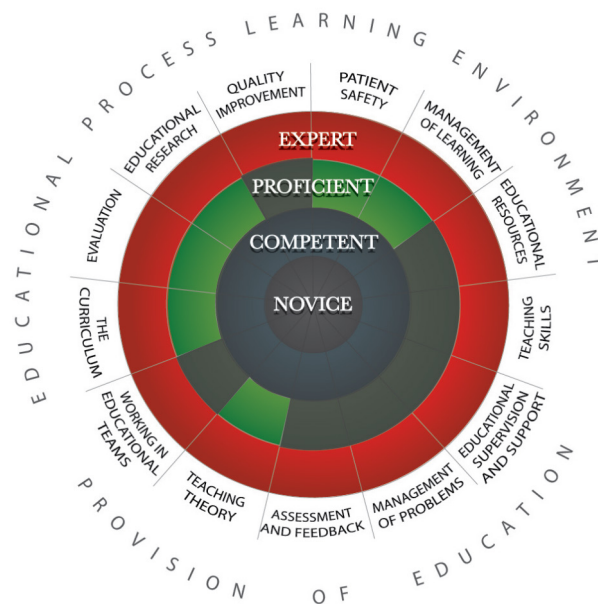 EDUCATIONAL PROCESS
LEARNING ENVIRONMENT
PROVISION OF EDUCATION
QUALITY
IMPROVEMENT
PATIENT
SAFETY
MANAGEMENT
OF LEARNING
EDUCATIONAL
RESOURCES
TEACHING
SKILLS
EDUCATIONAL
SUPERVISION
AND SUPPORT
MANAGEMENT
OF PROBLEMS
ASSESSMENT
AND FEEDBACK
TEACHING
THEORY
WORKING IN
EDUCATIONAL
TEAMS
THE
CURRICULUM
EVALUATION
EDUCATIONAL
RESEARCH
EXPERT
PROFICIENT
COMPETENT
NOVICE